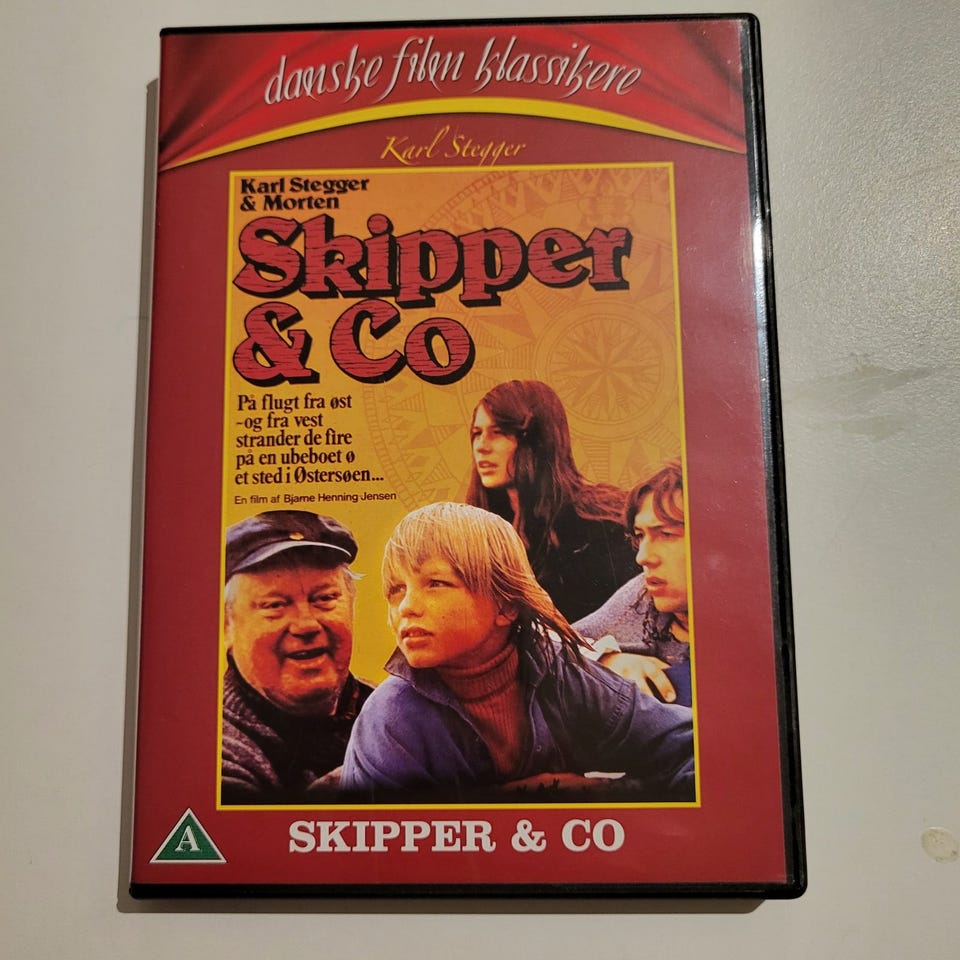 danske film klassikere
Karl Stegger
Karl Stegger
& Morten
Skipper
& Co
På flugt fra øst
-og fra vest
strander de fire
på en ubeboet ø
et sted i Østersøen...
En film af Bjarne Henning-Jensen
SKIPPER & CO
A